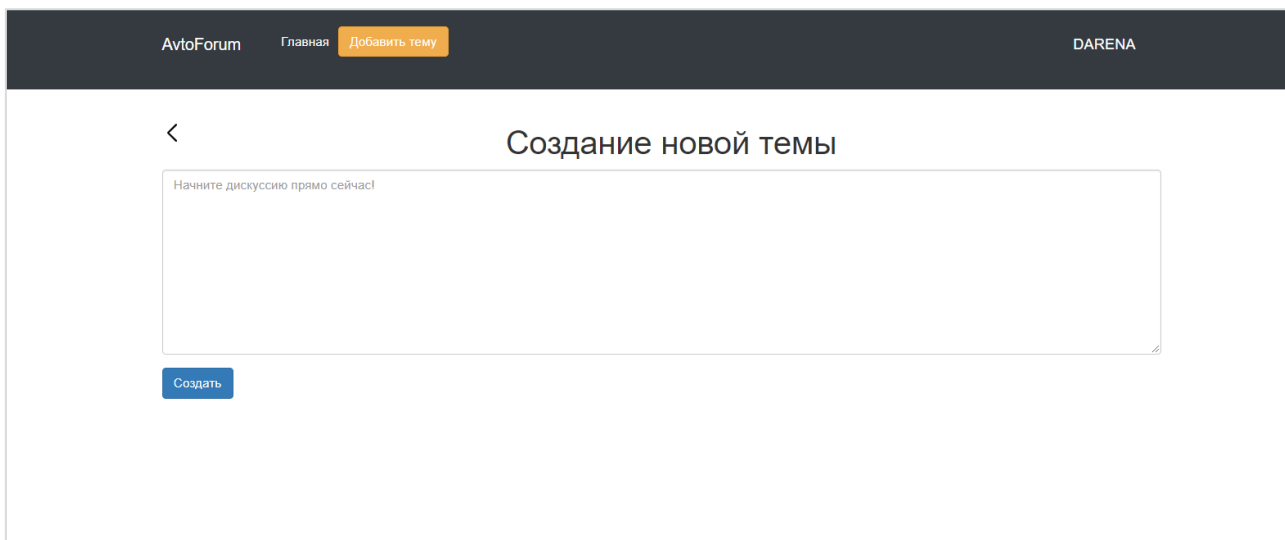 AvtoForum Главная Добавить тему DARENA
Создание новой темы
Начните дискуссию прямо сейчас!
Создать